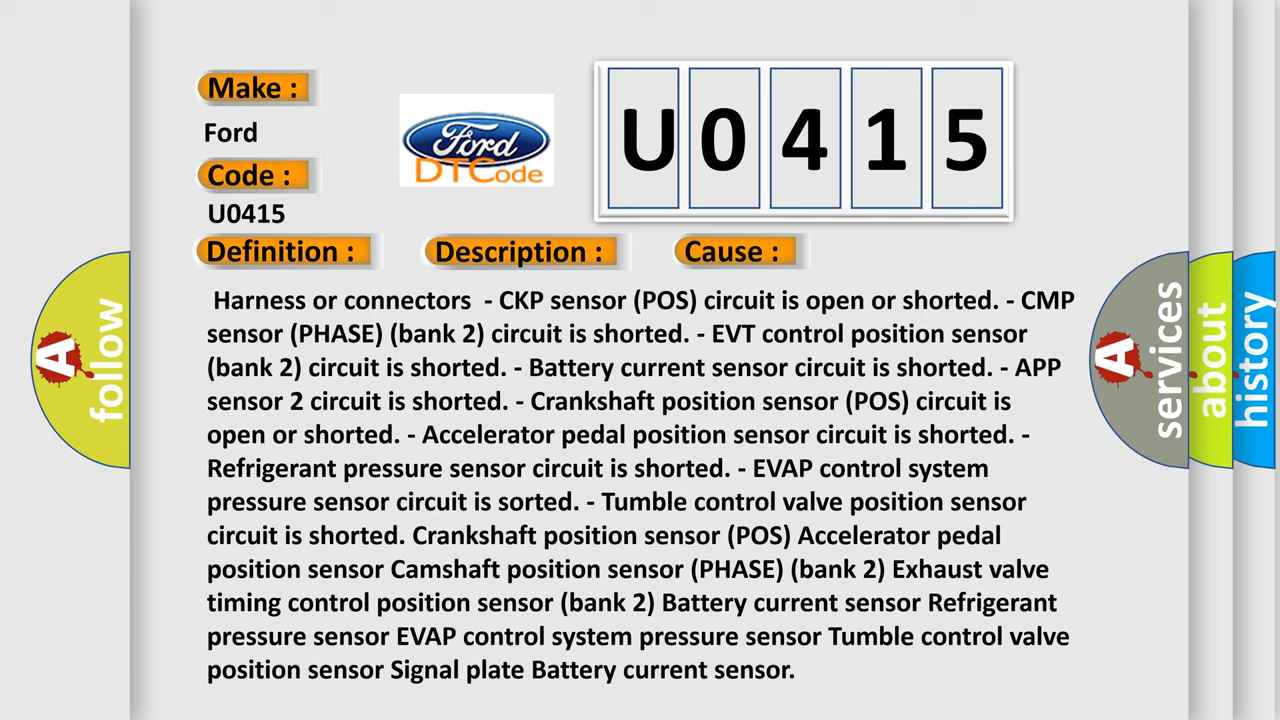 Make :
Ford
Code :
U0415
Ford
DTCode
U0415
Definition :
Description :
Cause :
Harness or connectors - CKP sensor (POS) circuit is open or shorted. - CMP
sensor (PHASE) (bank 2) circuit is shorted. - EVT control position sensor
(bank 2) circuit is shorted. - Battery current sensor circuit is shorted. - APP
sensor 2 circuit is shorted. - Crankshaft position sensor (POS) circuit is
open or shorted. - Accelerator pedal position sensor circuit is shorted. -
Refrigerant pressure sensor circuit is shorted. - EVAP control system
pressure sensor circuit is sorted. - Tumble control valve position sensor
circuit is shorted. Crankshaft position sensor (POS) Accelerator pedal
position sensor Camshaft position sensor (PHASE) (bank 2) Exhaust valve
timing control position sensor (bank 2) Battery current sensor Refrigerant
pressure sensor EVAP control system pressure sensor Tumble control valve
position sensor Signal plate Battery current sensor.
A
follow
A
services
about
history